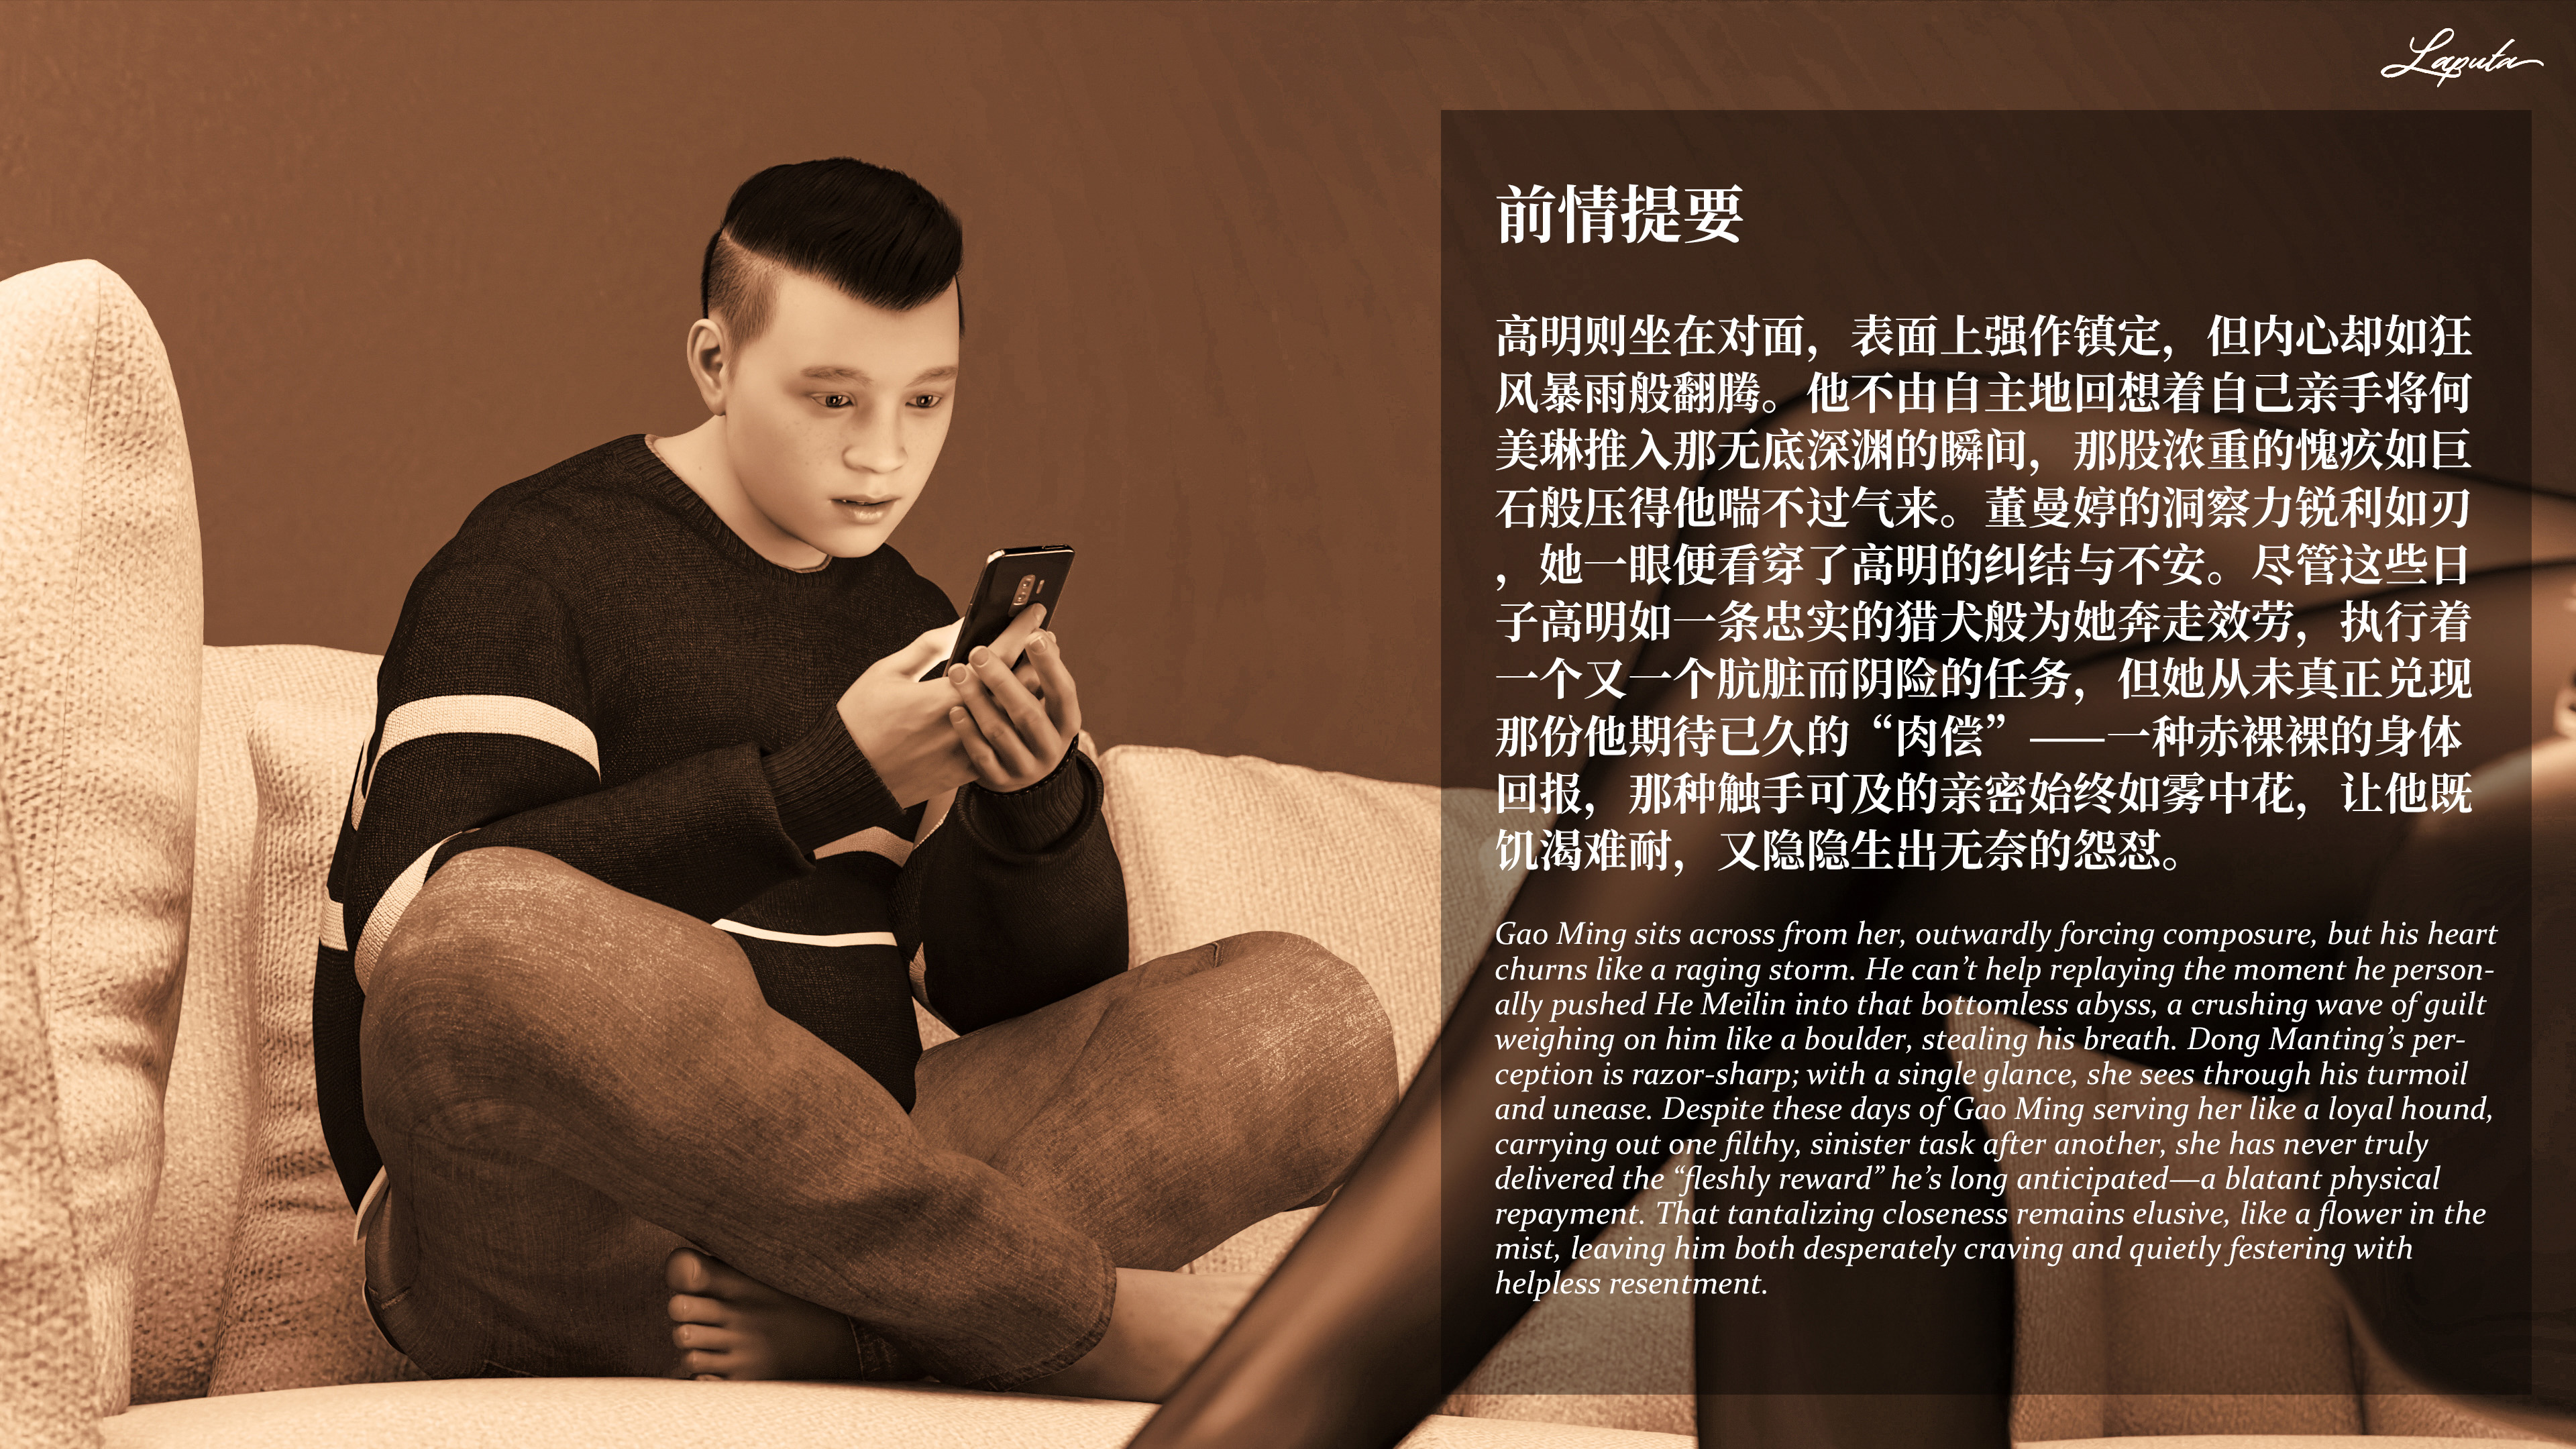 Laputa
前情提要
高明则坐在对面，表面上强作镇定，但内心却如狂
风暴雨般翻腾。他不由自主地回想着自己亲手将何
美琳推入那无底深渊的瞬间，那股浓重的愧疚如巨
石般压得他喘不过气来。董曼婷的洞察力锐利如刃
，她一眼便看穿了高明的纠结与不安。尽管这些日
子高明如一条忠实的猎犬般为她奔走效劳，执行着
一个又一个肮脏而阴险的任务，但她从未真正兑现
那份他期待已久的“肉偿”——一种赤裸裸的身体
回报，那种触手可及的亲密始终如雾中花，让他既
饥渴难耐，又隐隐生出无奈的怨怼。
Gao Ming sits across from her, outwardly forcing composure, but his heart
churns like a raging storm. He can’t help replaying the moment he person-
ally pushed He Meilin into that bottomless abyss, a crushing wave of guilt
weighing on him like a boulder, stealing his breath. Dong Manting’s per-
ception is razor-sharp; with a single glance, she sees through his turmoil
and unease. Despite these days of Gao Ming serving her like a loyal hound,
carrying out one filthy, sinister task after another, she has never truly
delivered the “fleshly reward” he’s long anticipated—a blatant physical
repayment. That tantalizing closeness remains elusive, like a flower in the
mist, leaving him both desperately craving and quietly festering with
helpless resentment.